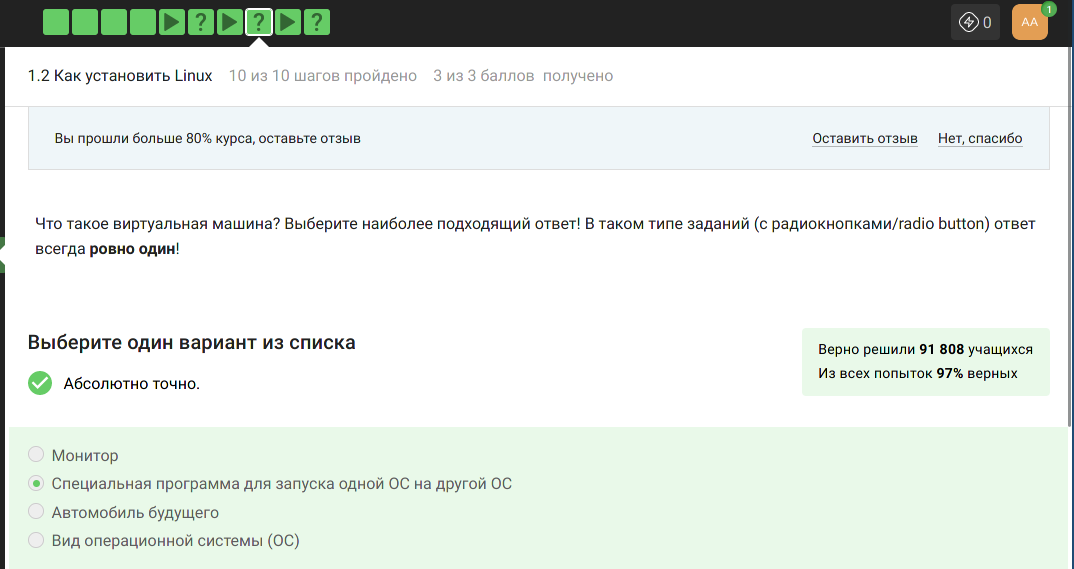 ? ? ?
0
AA
1
1.2 Как установить Linux 10 из 10 шагов пройдено 3 из 3 баллов получено
Вы прошли больше 80% курса, оставьте отзыв Оставить отзыв Нет, спасибо
Что такое виртуальная машина? Выберите наиболее подходящий ответ! В таком типе заданий (с радиокнопками/radio button) ответ
всегда ровно один!
Выберите один вариант из списка
Абсолютно точно.
Верно решили 91 808 учащихся
Из всех попыток 97% верных
Монитор
Специальная программа для запуска одной ОС на другой ОС
Автомобиль будущего
Вид операционной системы (ОС)